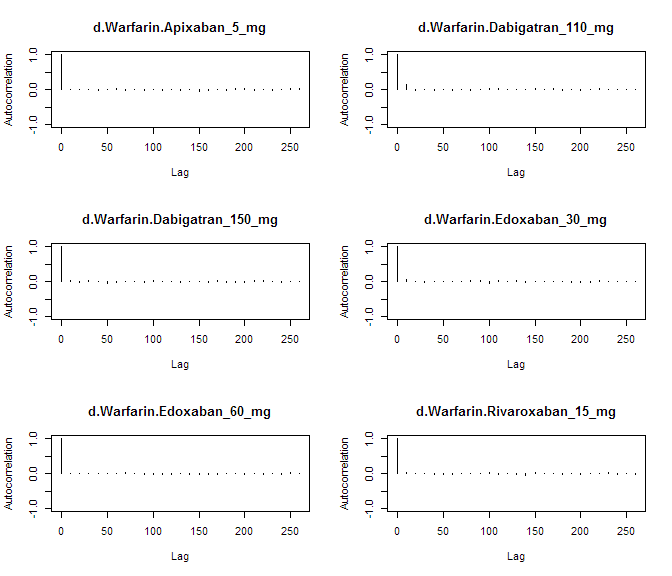 d.Warfarin.Apixaban_5_mg
Autocorrelation
1.0
0.0
-1.0
0 50 100 150 200 250
Lag
d.Warfarin.Dabigatran_110_mg
Autocorrelation
1.0
0.0
-1.0
0 50 100 150 200 250
Lag
d.Warfarin.Dabigatran_150_mg
Autocorrelation
1.0
0.0
-1.0
0 50 100 150 200 250
Lag
d.Warfarin.Edoxaban_30_mg
Autocorrelation
1.0
0.0
-1.0
0 50 100 150 200 250
Lag
d.Warfarin.Edoxaban_60_mg
Autocorrelation
1.0
0.0
-1.0
0 50 100 150 200 250
Lag
d.Warfarin.Rivaroxaban_15_mg
Autocorrelation
1.0
0.0
-1.0
0 50 100 150 200 250
Lag